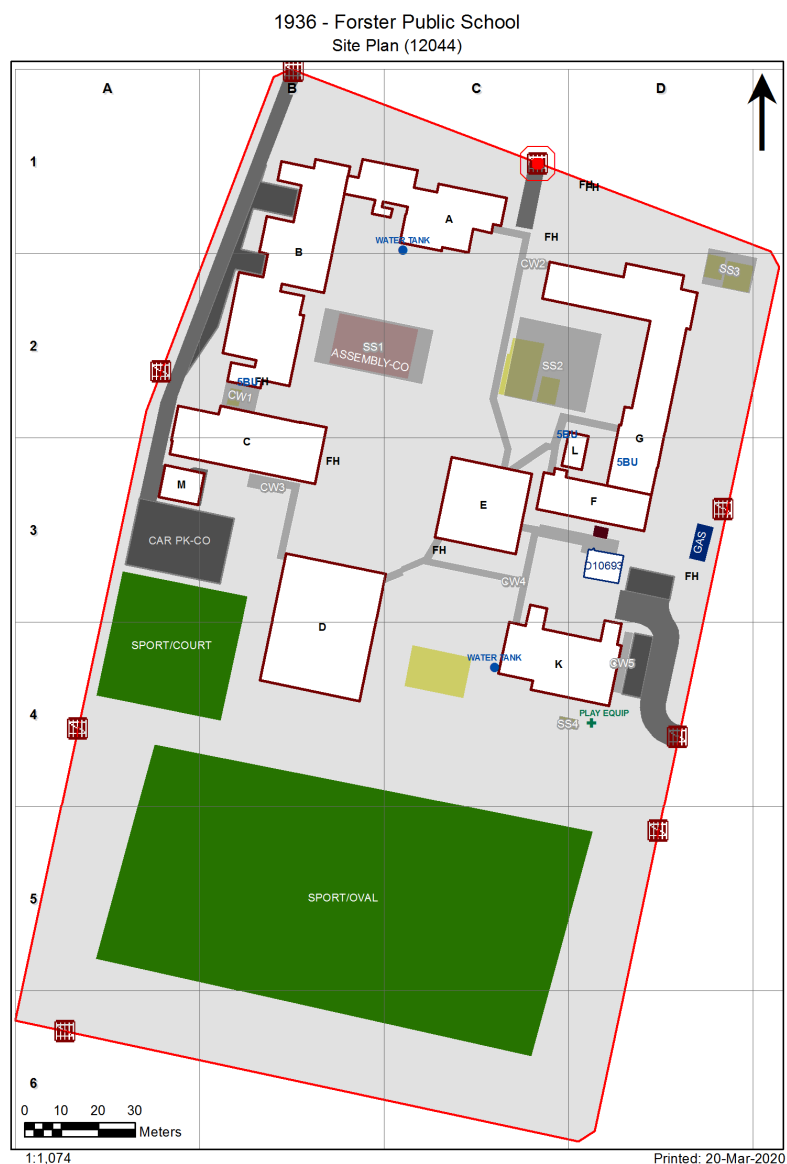 1936 - Forster Public School
Site Plan (12044)
A B C D
1
FH
FH
A
WATER TANK
FH
B
CW2
SS3
2
SS1
ASSEMBLY-CO
SS2
5BU
FH
CW1
5BU
G
C
L
FH
5BU
M
CW3
E
F
3
CAR PK-CO
GAS
FH
D10693
FH
CW4
D
SPORT/COURT
WATER TANK
K
CW5
4
PLAY EQUIP
SS4
5
SPORT/OVAL
6
0 10 20 30
Meters
1:1,074
Printed: 20-Mar-2020